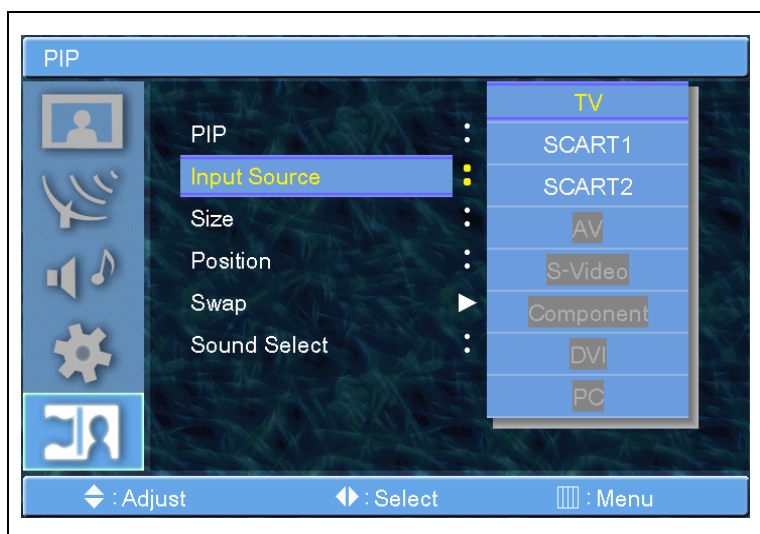 PIP
PIP :
Input Source :
Size :
Position :
Swap ▶
Sound Select :
TV
SCART1
SCART2
AV
S-Video
Component
DVI
PC
: Adjust
: Select
: Menu